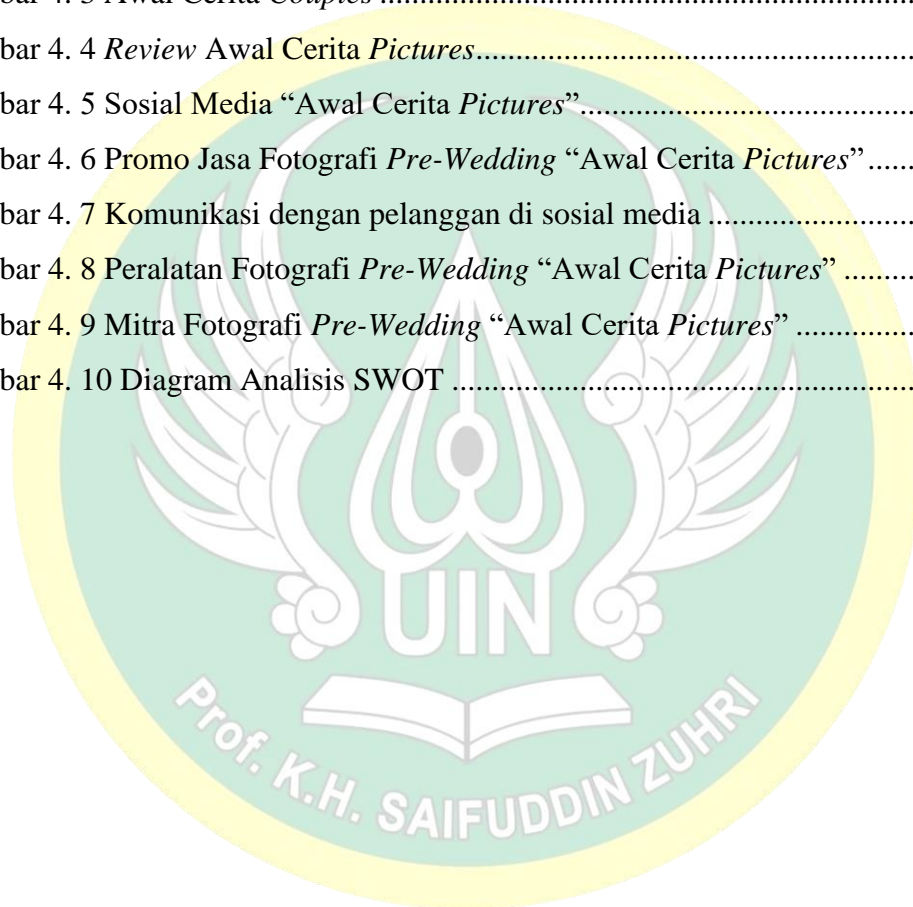 bar 4. 3 Awal Cerita Couples ..............................................................
bar 4. 4 Review Awal Cerita Pictures......................................................
bar 4. 5 Sosial Media “Awal Cerita Pictures”.........................................
bar 4. 6 Promo Jasa Fotografi Pre-Wedding “Awal Cerita Pictures” ......
bar 4. 7 Komunikasi dengan pelanggan di sosial media .........................
bar 4. 8 Peralatan Fotografi Pre-Wedding “Awal Cerita Pictures” .........
bar 4. 9 Mitra Fotografi Pre-Wedding “Awal Cerita Pictures” ...............
bar 4. 10 Diagram Analisis SWOT .........................................................
UIN
Prof. K.H. SAIFUDDIN ZUHRI